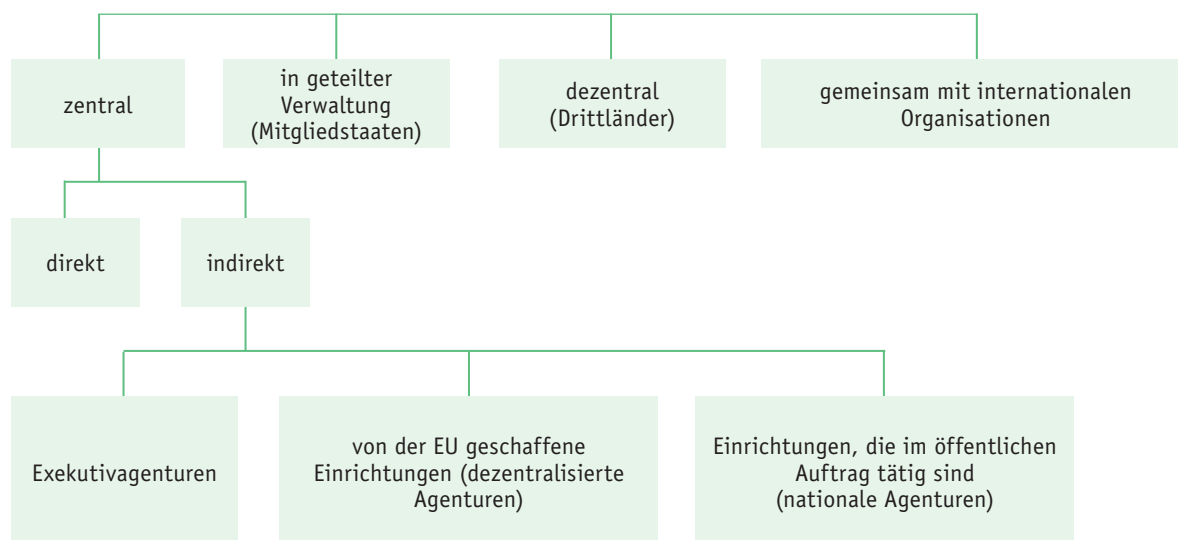 zentral
in geteilter
Verwaltung
(Mitgliedstaaten)
dezentral
(Drittländer)
gemeinsam mit internationalen
Organisationen
direkt
indirekt
Exekutivagenturen
von der EU geschaffene
Einrichtungen (dezentralisierte
Agenturen)
Einrichtungen, die im öffentlichen
Auftrag tätig sind
(nationale Agenturen)